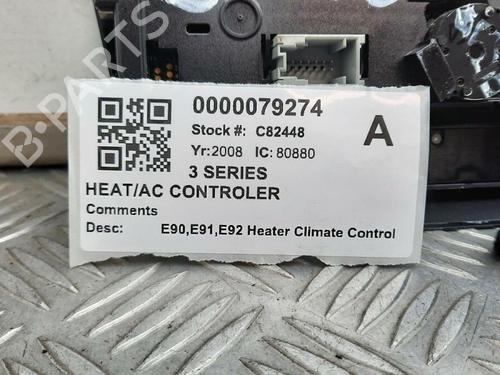 B-PARTS
0000079274
Stock #: C82448
A
Yr:2008 IC: 80880
3 SERIES
HEAT/AC CONTROLER
Comments
Desc: E90,E91,E92 Heater Climate Control